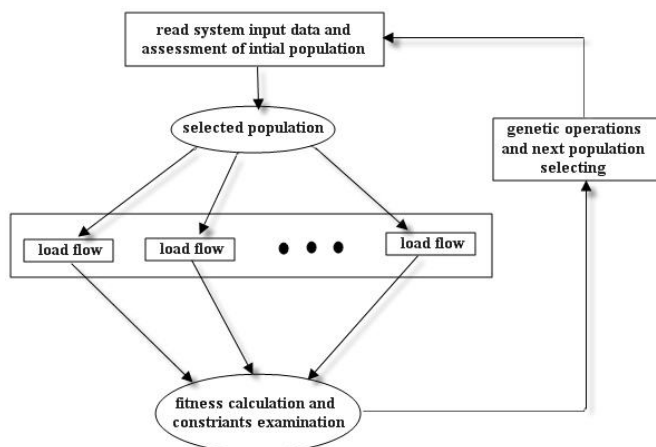 read system input data and
assessment of intial population
selected population
genetic operations
and next population
selecting
load flow
load flow
load flow
fitness calculation and
constriants examination